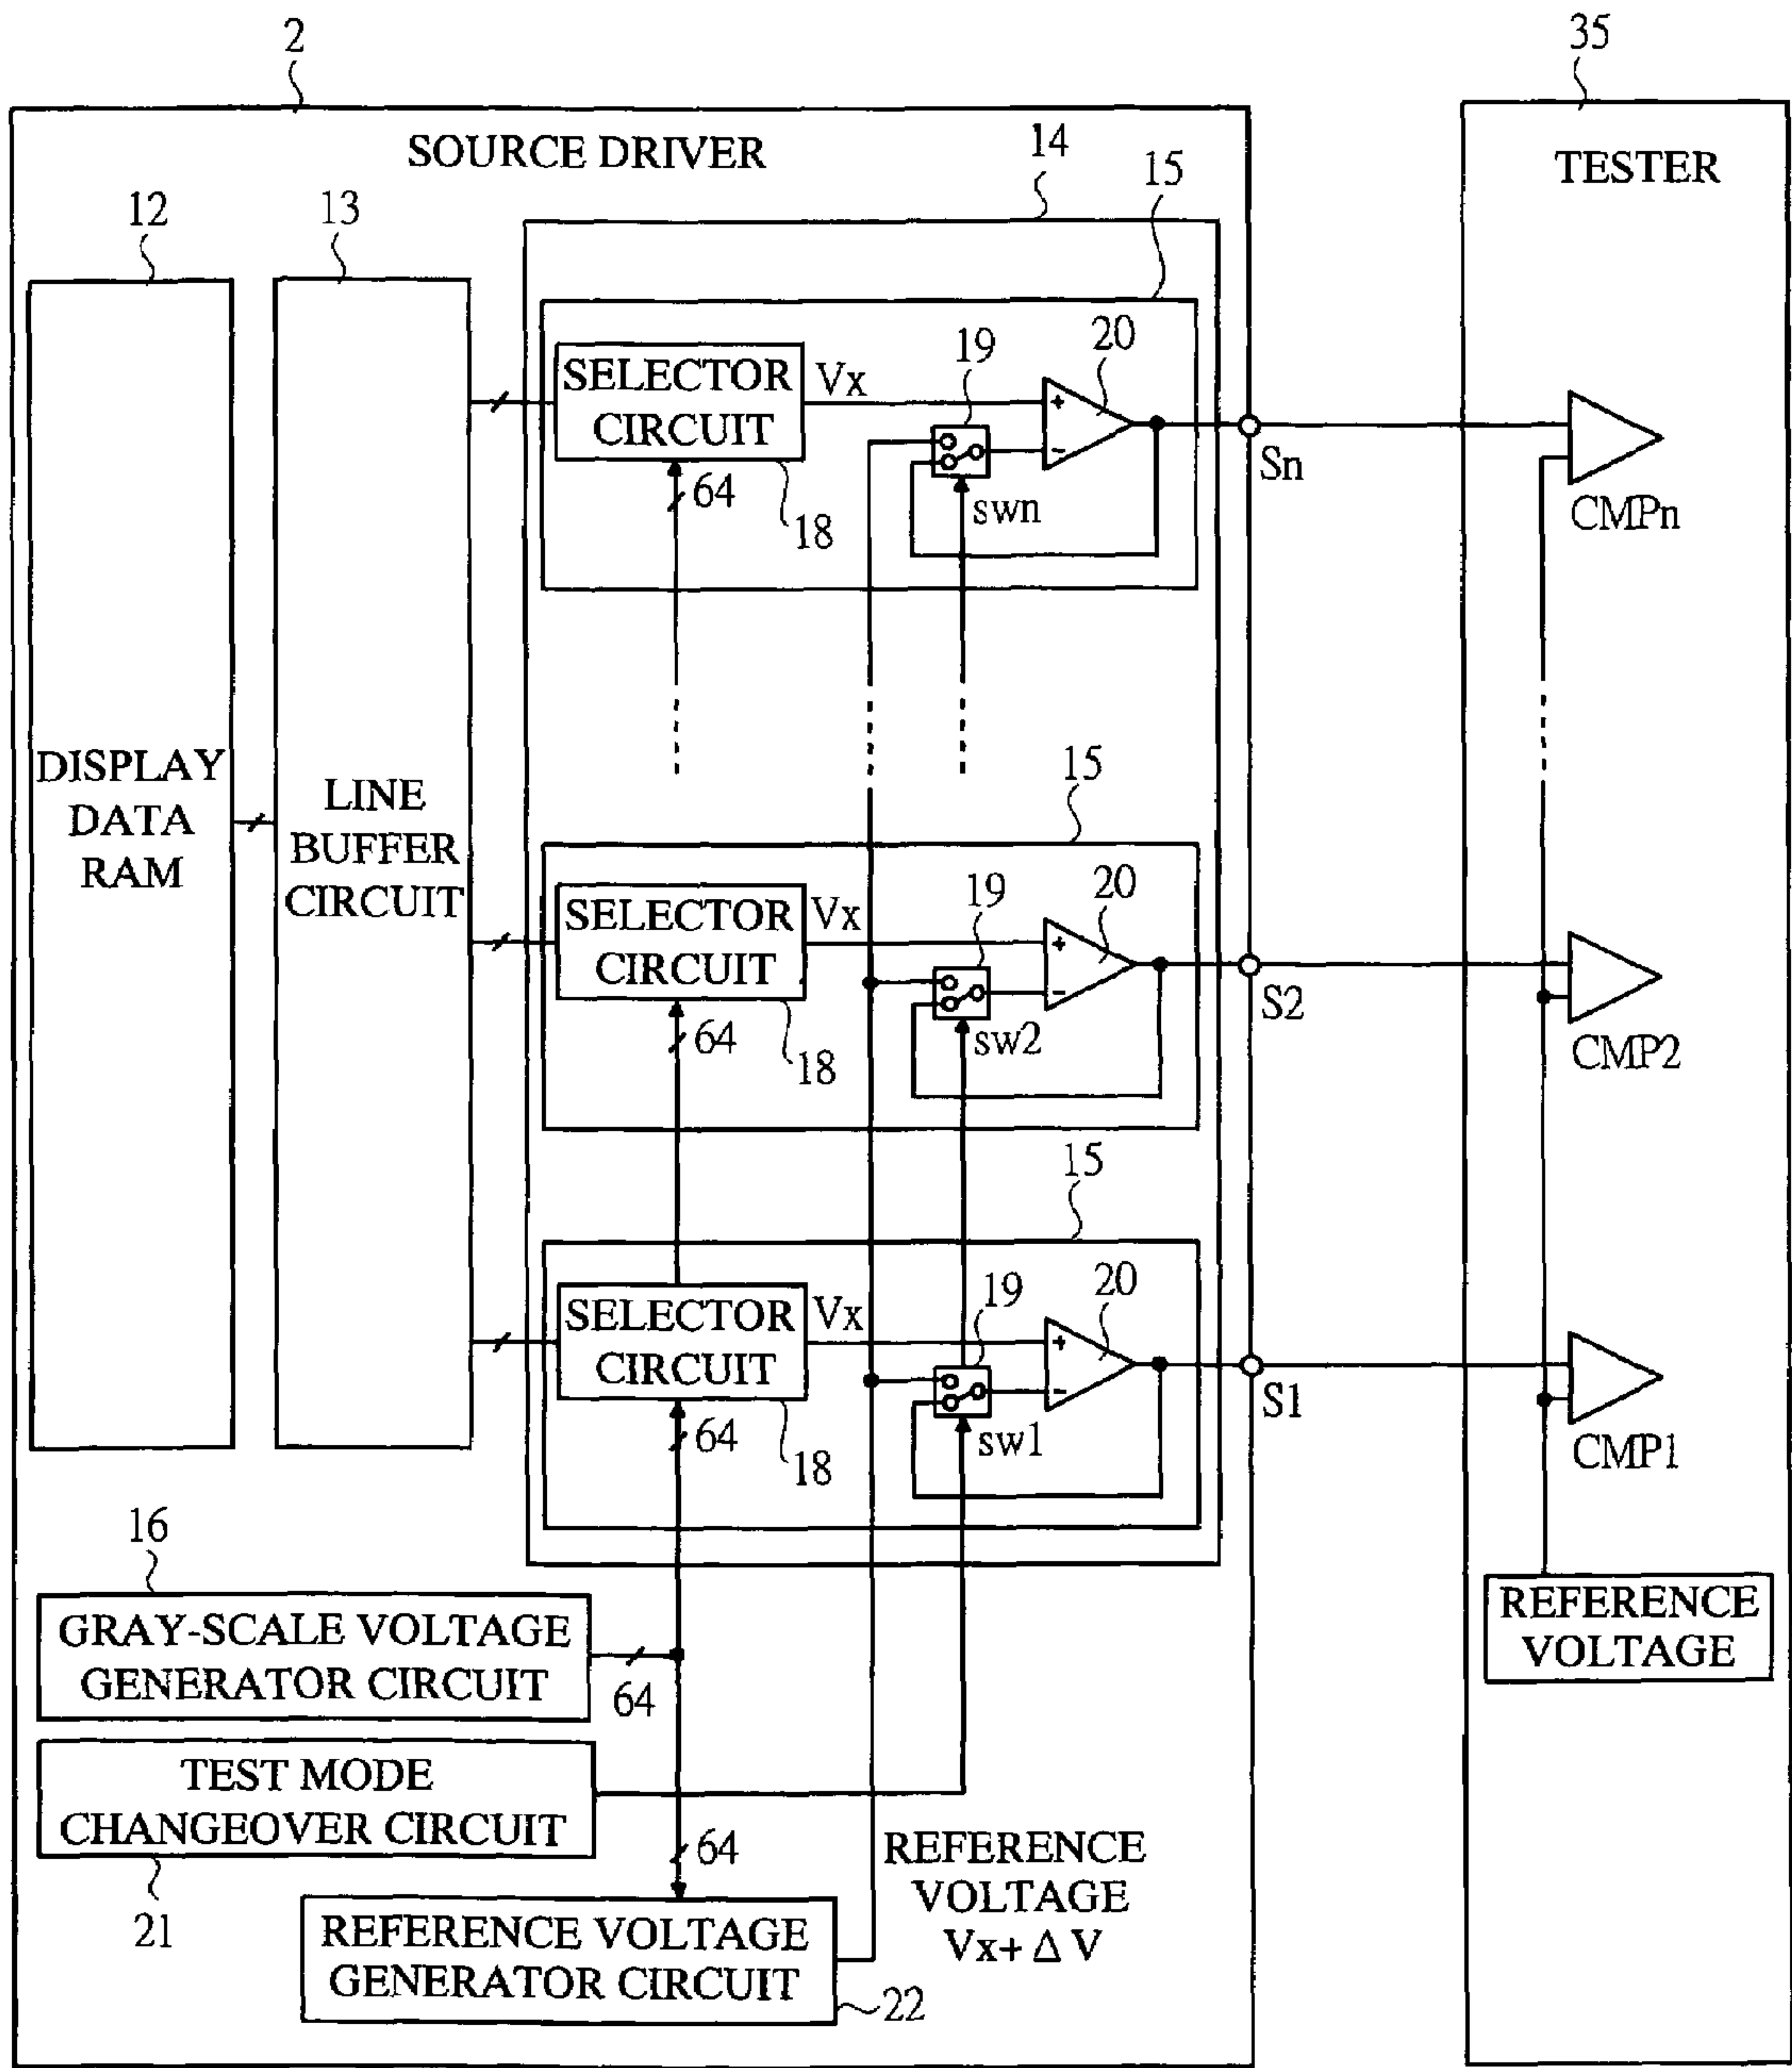 2
35
SOURCE DRIVER
14
TESTER
15
12
13
19
20
SELECTOR
CIRCUIT
Vx
+
-
Sn
CMPn
64
18
swn
DISPLAY
DATA
RAM
LINE
BUFFER
CIRCUIT
15
19
20
SELECTOR
CIRCUIT
Vx
+
-
S2
CMP2
64
18
sw2
15
19
20
SELECTOR
CIRCUIT
Vx
+
-
S1
CMP1
64
18
sw1
16
GRAY-SCALE VOLTAGE
GENERATOR CIRCUIT
64
REFERENCE
VOLTAGE
TEST MODE
CHANGEOVER CIRCUIT
21
64
REFERENCE
VOLTAGE
Vx+ Δ V
REFERENCE VOLTAGE
GENERATOR CIRCUIT
22